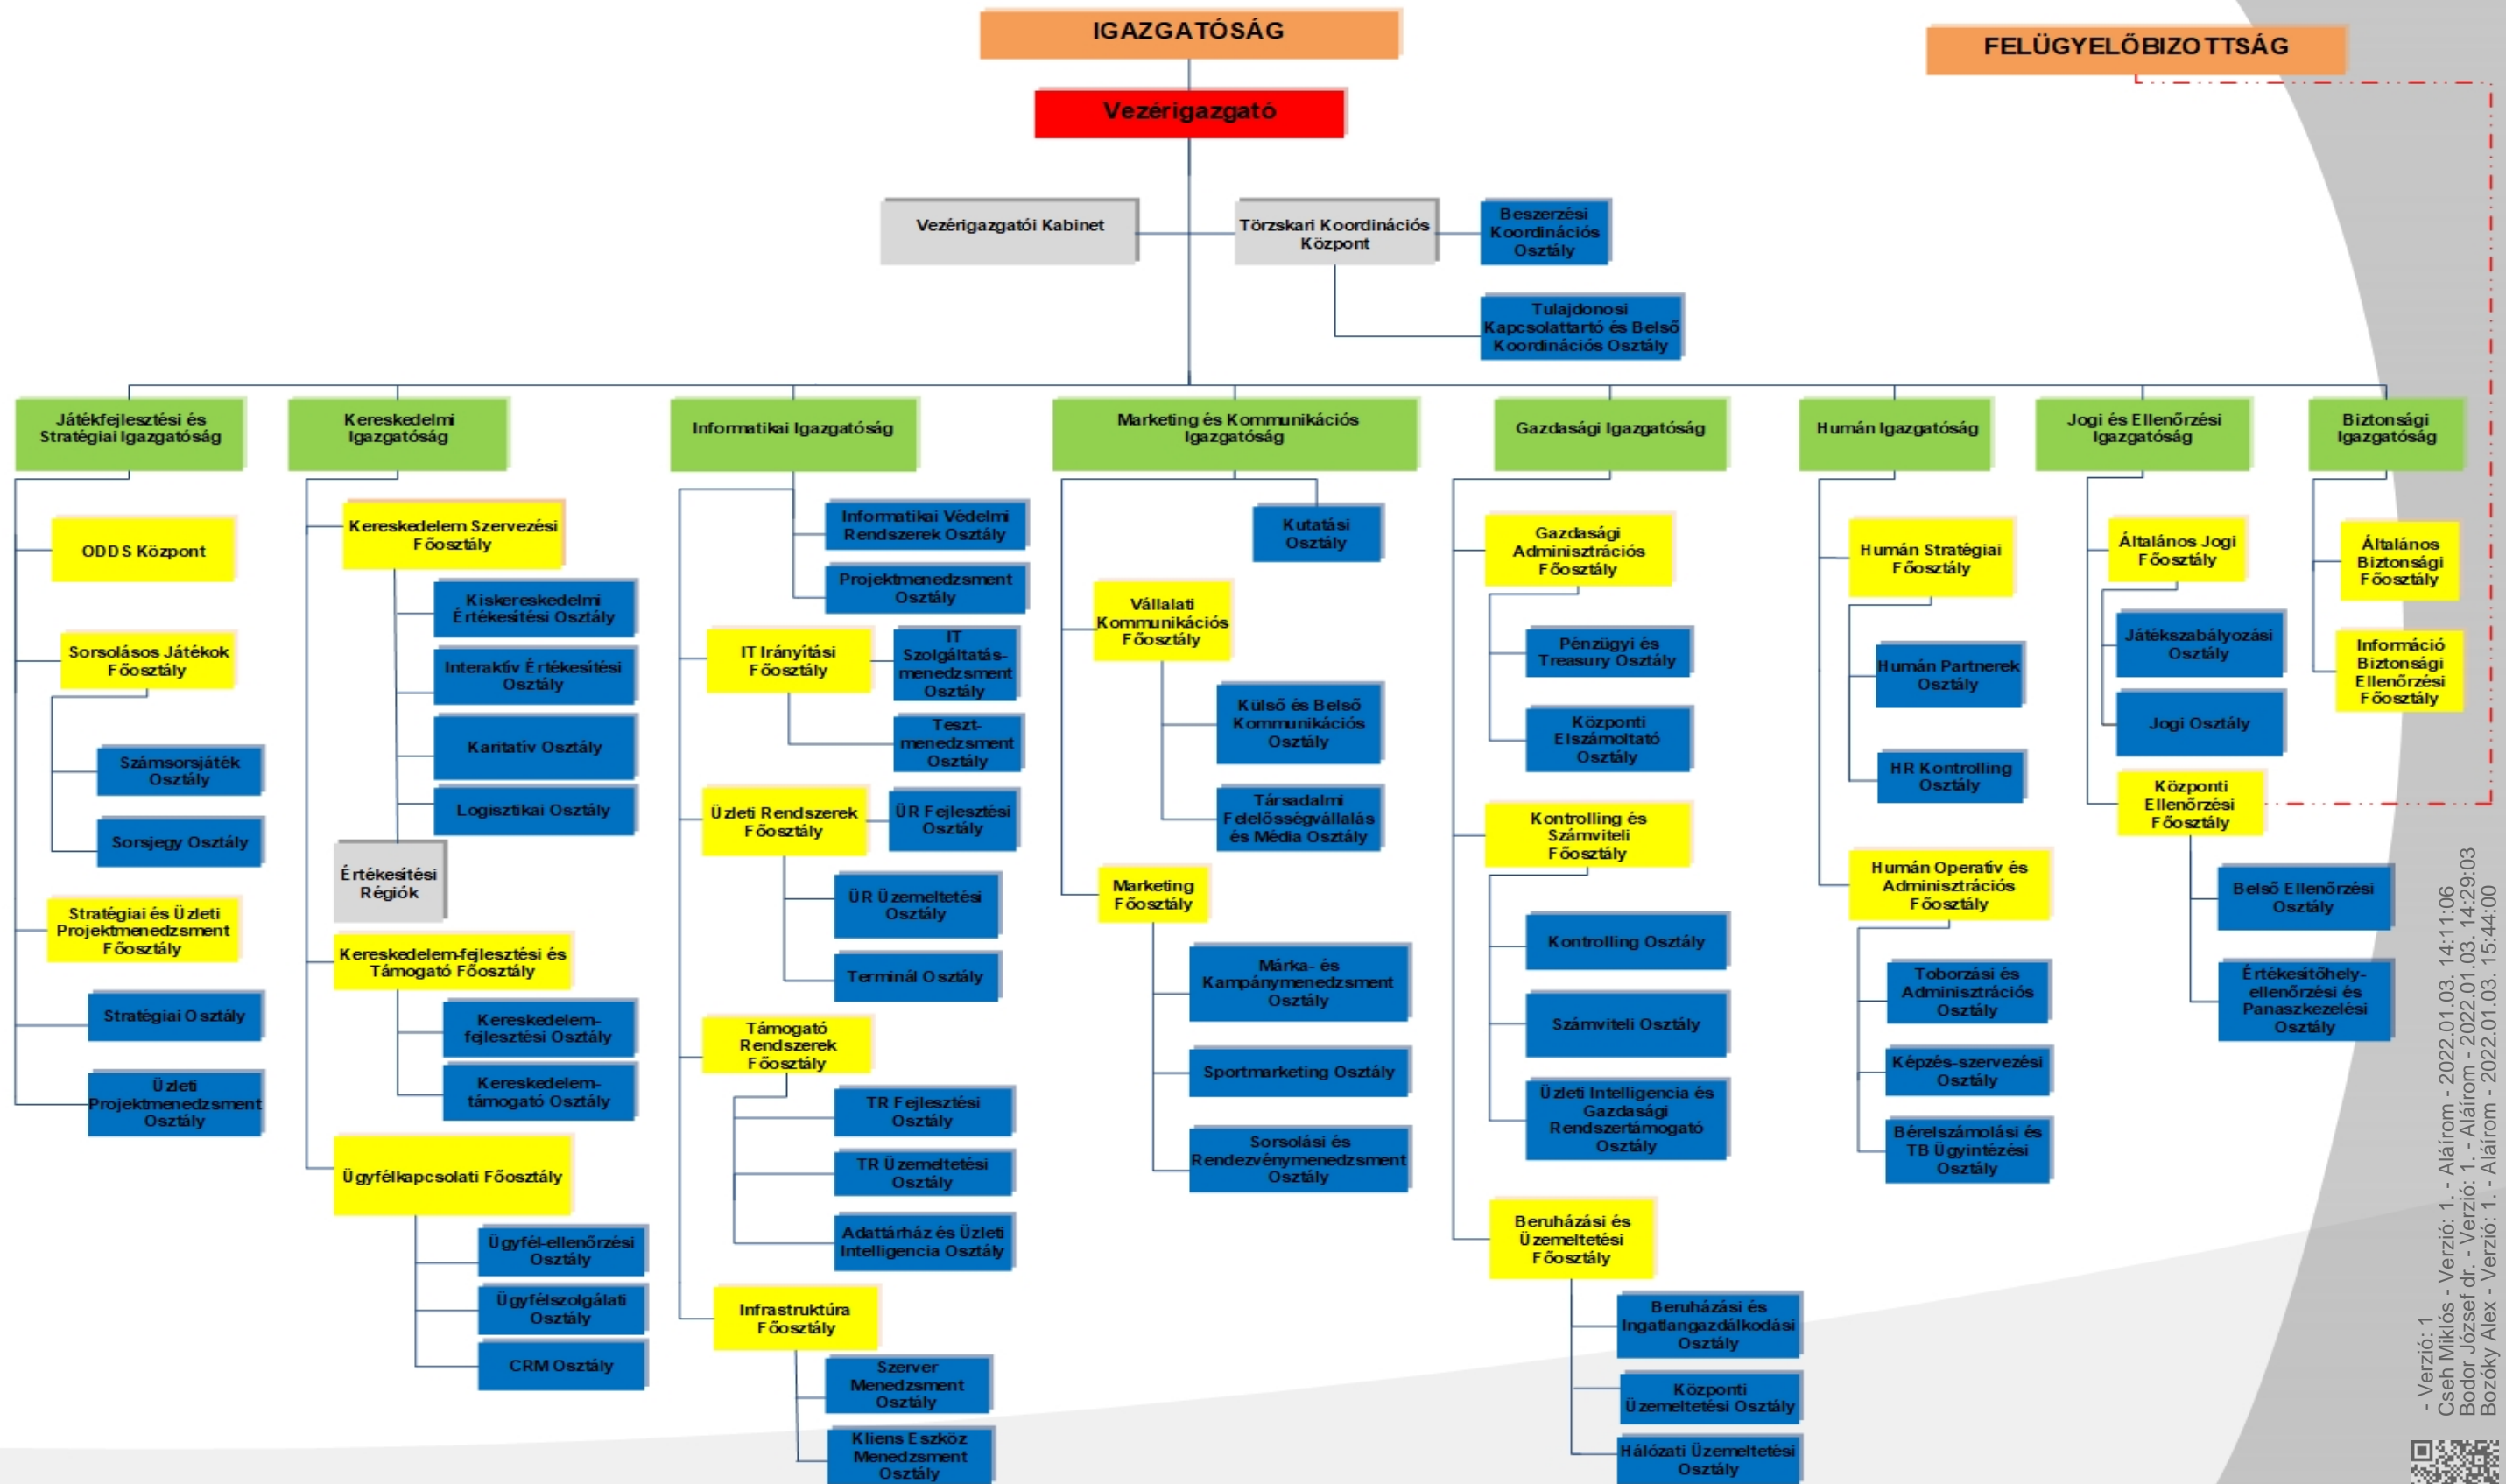 IGAZGATÓSÁG
FELÜGYELŐBIZOTTSÁG
Vezérigazgató
Vezérigazgatói Kabinet
Törzskari Koordinációs
Központ
Beszerzési
Koordinációs
Osztály
Tulajdonosi
Kapcsolattartó és Belső
Koordinációs Osztály
Játékfejlesztési és
Stratégiai Igazgatóság
ODDS Központ
Sorsolásos Játékok
Főosztály
Számsorsjáték
Osztály
Sorsjegy Osztály
Stratégiai és Üzleti
Projektmenedzsment
Főosztály
Stratégiai Osztály
Üzleti
Projektmenedzsment
Osztály
Kereskedelmi
Igazgatóság
Kereskedelem Szervezési
Főosztály
Kiskereskedelmi
Értékesítési Osztály
Interaktív Értékesítési
Osztály
Karitatív Osztály
Logisztikai Osztály
Értékesítési
Régiók
Kereskedelem-fejlesztési és
Támogató Főosztály
Kereskedelem-
fejlesztési Osztály
Kereskedelem-
támogató Osztály
Ügyfélkapcsolati Főosztály
Ügyfél-ellenőrzési
Osztály
Ügyfélszolgálati
Osztály
CRM Osztály
Informatikai Igazgatóság
Informatikai Védelmi
Rendszerek Osztály
Projektmenedzsment
Osztály
IT Irányítási
Főosztály
IT
Szolgáltatás-
menedzsment
Osztály
Teszt-
menedzsment
Osztály
Üzleti Rendszerek
Főosztály
ÜR Fejlesztési
Osztály
ÜR Üzemeltetési
Osztály
Terminál Osztály
Támogató
Rendszerek
Főosztály
TR Fejlesztési
Osztály
TR Üzemeltetési
Osztály
Adattárház és Üzleti
Intelligencia Osztály
Infrastruktúra
Főosztály
Szerver
Menedzsment
Osztály
Kliens Eszköz
Menedzsment
Osztály
Marketing és Kommunikációs
Igazgatóság
Kutatási
Osztály
Vállalati
Kommunikációs
Főosztály
Külső és Belső
Kommunikációs
Osztály
Társadalmi
Felelősségvállalás
és Média Osztály
Marketing
Főosztály
Márka- és
Kampánymenedzsment
Osztály
Sportmarketing Osztály
Sorsolási és
Rendezvénymenedzsment
Osztály
Gazdasági Igazgatóság
Gazdasági
Adminisztrációs
Főosztály
Pénzügyi és
Treasury Osztály
Központi
Elszámoltató
Osztály
Kontrolling és
Számviteli
Főosztály
Kontrolling Osztály
Számviteli Osztály
Üzleti Intelligencia és
Gazdasági
Rendszertámogató
Osztály
Beruházási és
Üzemeltetési
Főosztály
Beruházási és
Ingatlangazdálkodási
Osztály
Központi
Üzemeltetési Osztály
Hálózati Üzemeltetési
Osztály
Humán Igazgatóság
Humán Stratégiai
Főosztály
Humán Partnerek
Osztály
HR Kontrolling
Osztály
Humán Operatív és
Adminisztrációs
Főosztály
Toborzási és
Adminisztrációs
Osztály
Képzés-szervezési
Osztály
Bérelszámolási és
TB Ügyintézési
Osztály
Jogi és Ellenőrzési
Igazgatóság
Általános Jogi
Főosztály
Játékszabályozási
Osztály
Jogi Osztály
Központi
Ellenőrzési
Főosztály
Belső Ellenőrzési
Osztály
Értékesítőhely-
ellenőrzési és
Panaszkezelési
Osztály
Biztonsági
Igazgatóság
Általános
Biztonsági
Főosztály
Információ
Biztonsági
Ellenőrzési
Főosztály
- Verzió: 1
Cseh Miklós - Verzió: 1. - Aláírom - 2022.01.03. 14:11:06
Bodor József dr. - Verzió: 1. - Aláírom - 2022.01.03. 14:29:03
Bozóky Alex - Verzió: 1. - Aláírom - 2022.01.03. 15:44:00